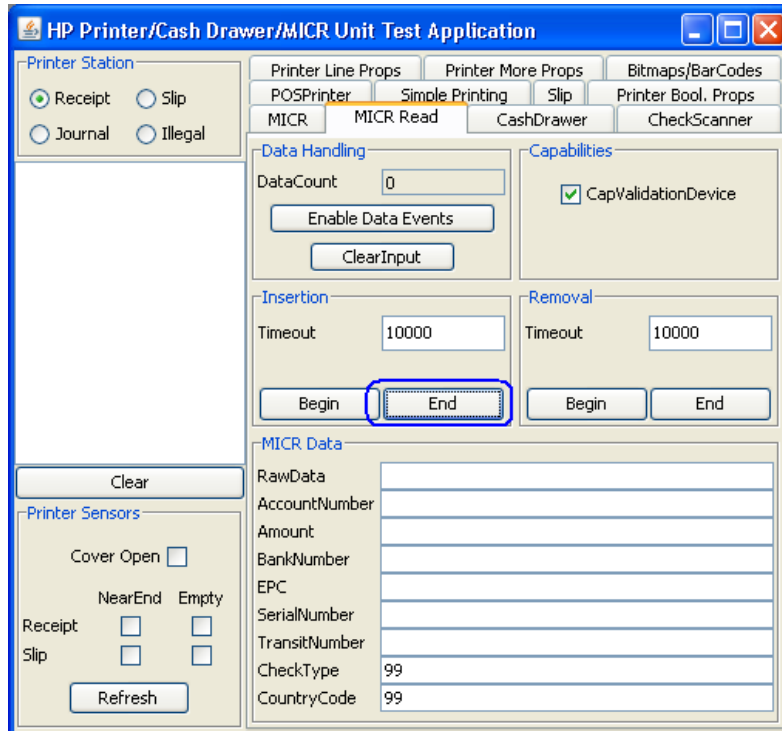 HP Printer/Cash Drawer/MICR Unit Test Application
Printer Station
Receipt Slip
Journal Illegal
Clear
Printer Sensors
Cover Open
NearEnd Empty
Receipt
Slip
Refresh
Printer Line Props Printer More Props Bitmaps/BarCodes
POSPrinter Simple Printing Slip Printer Bool. Props
MICR MICR Read CashDrawer CheckScanner
Data Handling
DataCount 0
Enable Data Events
ClearInput
Capabilities
CapValidationDevice
Insertion
Timeout 10000
Begin End
Removal
Timeout 10000
Begin End
MICR Data
RawData
AccountNumber
Amount
BankNumber
EPC
SerialNumber
TransitNumber
CheckType 99
CountryCode 99